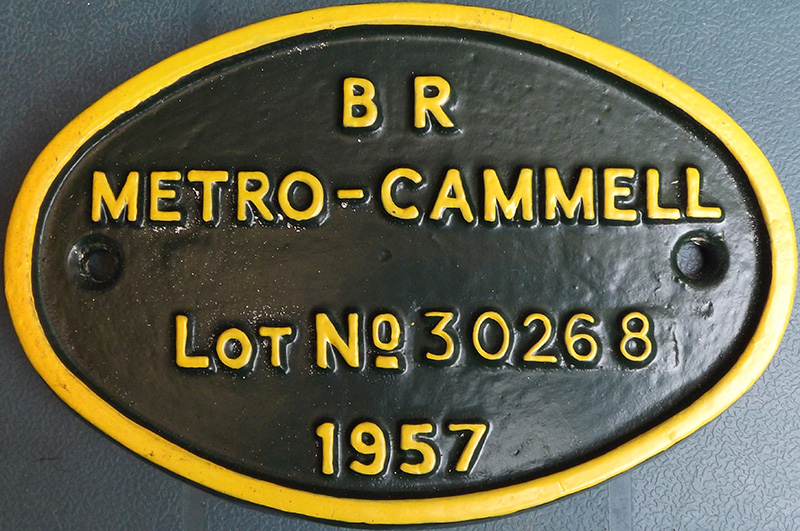 B R
METRO-CAMMELL
LOT Nº 30268
1957